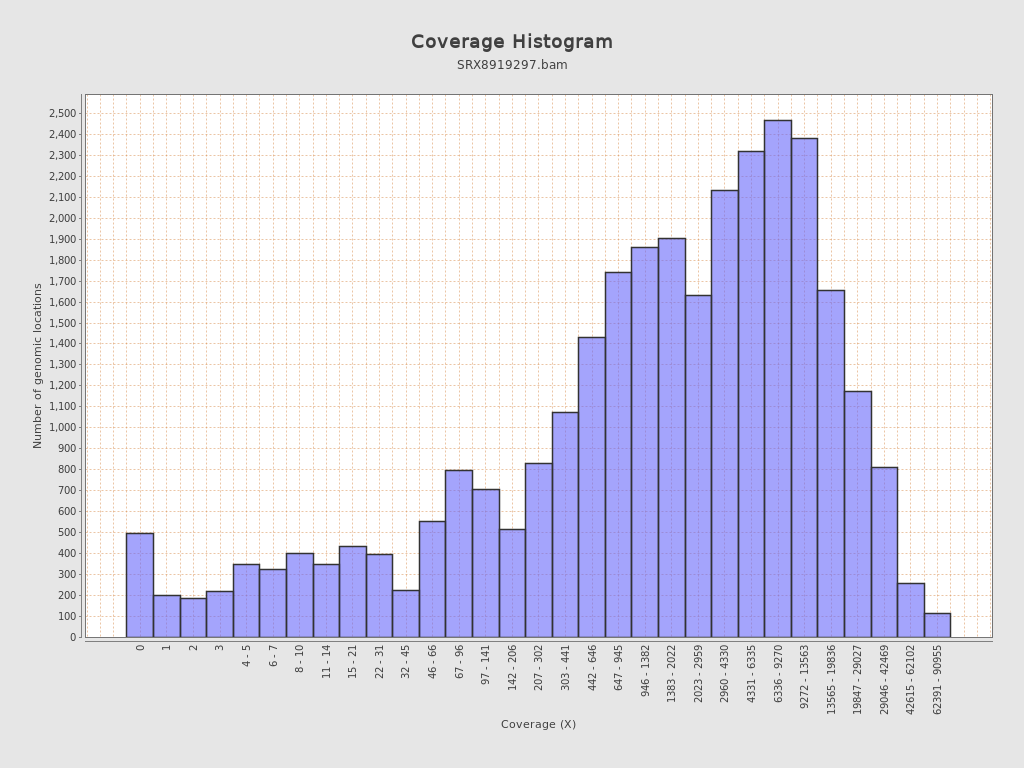 Coverage Histogram
SRX8919297.bam
Number of genomic locations
2,500
2,400
2,300
2,200
2,100
2,000
1,900
1,800
1,700
1,600
1,500
1,400
1,300
1,200
1,100
1,000
900
800
700
600
500
400
300
200
100
0
0
1
2
3
4 - 5
6 - 7
8 - 10
11 - 14
15 - 21
22 - 31
32 - 45
46 - 66
67 - 96
97 - 141
142 - 206
207 - 302
303 - 441
442 - 646
647 - 945
946 - 1382
1383 - 2022
2023 - 2959
2960 - 4330
4331 - 6335
6336 - 9270
9272 - 13563
13565 - 19836
19847 - 29027
29046 - 42469
42615 - 62102
62391 - 90955
Coverage (X)